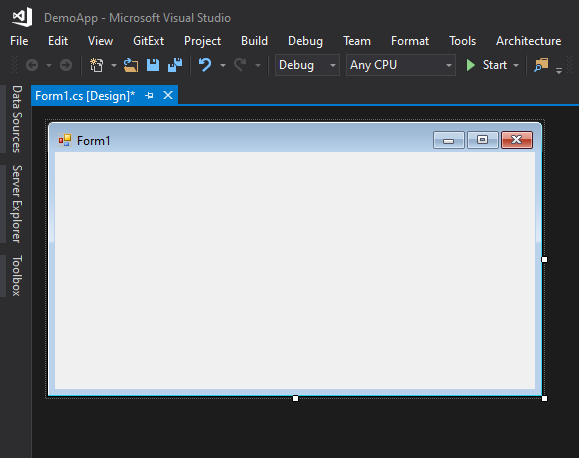 DemoApp - Microsoft Visual Studio
File Edit View GitExt Project Build Debug Team Format Tools Architecture
Debug Any CPU Start
Form1.cs [Design]*
Data Sources
Server Explorer
Toolbox
Form1